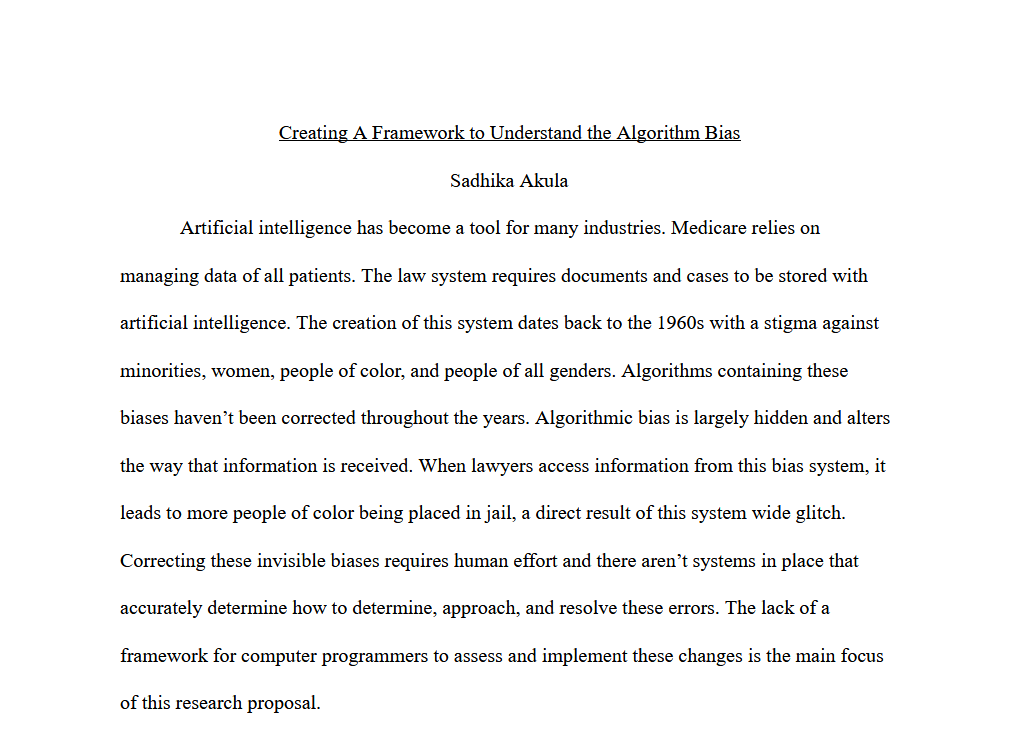 Creating A Framework to Understand the Algorithm Bias
Sadhika Akula
Artificial intelligence has become a tool for many industries. Medicare relies on
managing data of all patients. The law system requires documents and cases to be stored with
artificial intelligence. The creation of this system dates back to the 1960s with a stigma against
minorities, women, people of color, and people of all genders. Algorithms containing these
biases haven’t been corrected throughout the years. Algorithmic bias is largely hidden and alters
the way that information is received. When lawyers access information from this bias system, it
leads to more people of color being placed in jail, a direct result of this system wide glitch.
Correcting these invisible biases requires human effort and there aren’t systems in place that
accurately determine how to determine, approach, and resolve these errors. The lack of a
framework for computer programmers to assess and implement these changes is the main focus
of this research proposal.